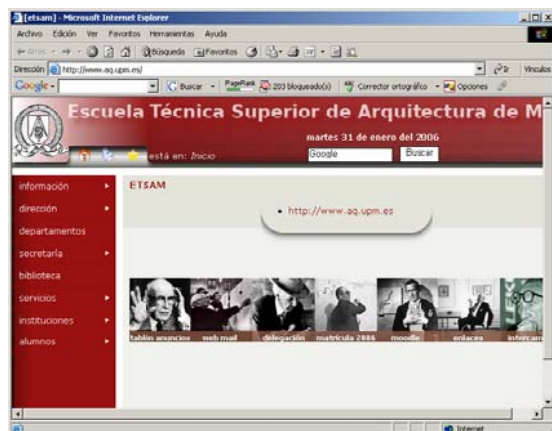 [etsam] - Microsoft Internet Explorer
Archivo Edición Ver Favoritos Herramientas Ayuda
Atrás Búsqueda Favoritos
Dirección http://www.aq.upm.es/ Ir Vínculos
Google Buscar PageRank 203 bloqueado(s) Corrector ortográfico Opciones
Escuela Técnica Superior de Arquitectura de M
martes 31 de enero del 2006
está en: Inicio Google Buscar
información
dirección
departamentos
secretaría
biblioteca
servicios
instituciones
alumnos
ETSAM
• http://www.aq.upm.es
tablón anuncios web mail delegación matrícula 2006 moodle enlaces intercam
Internet